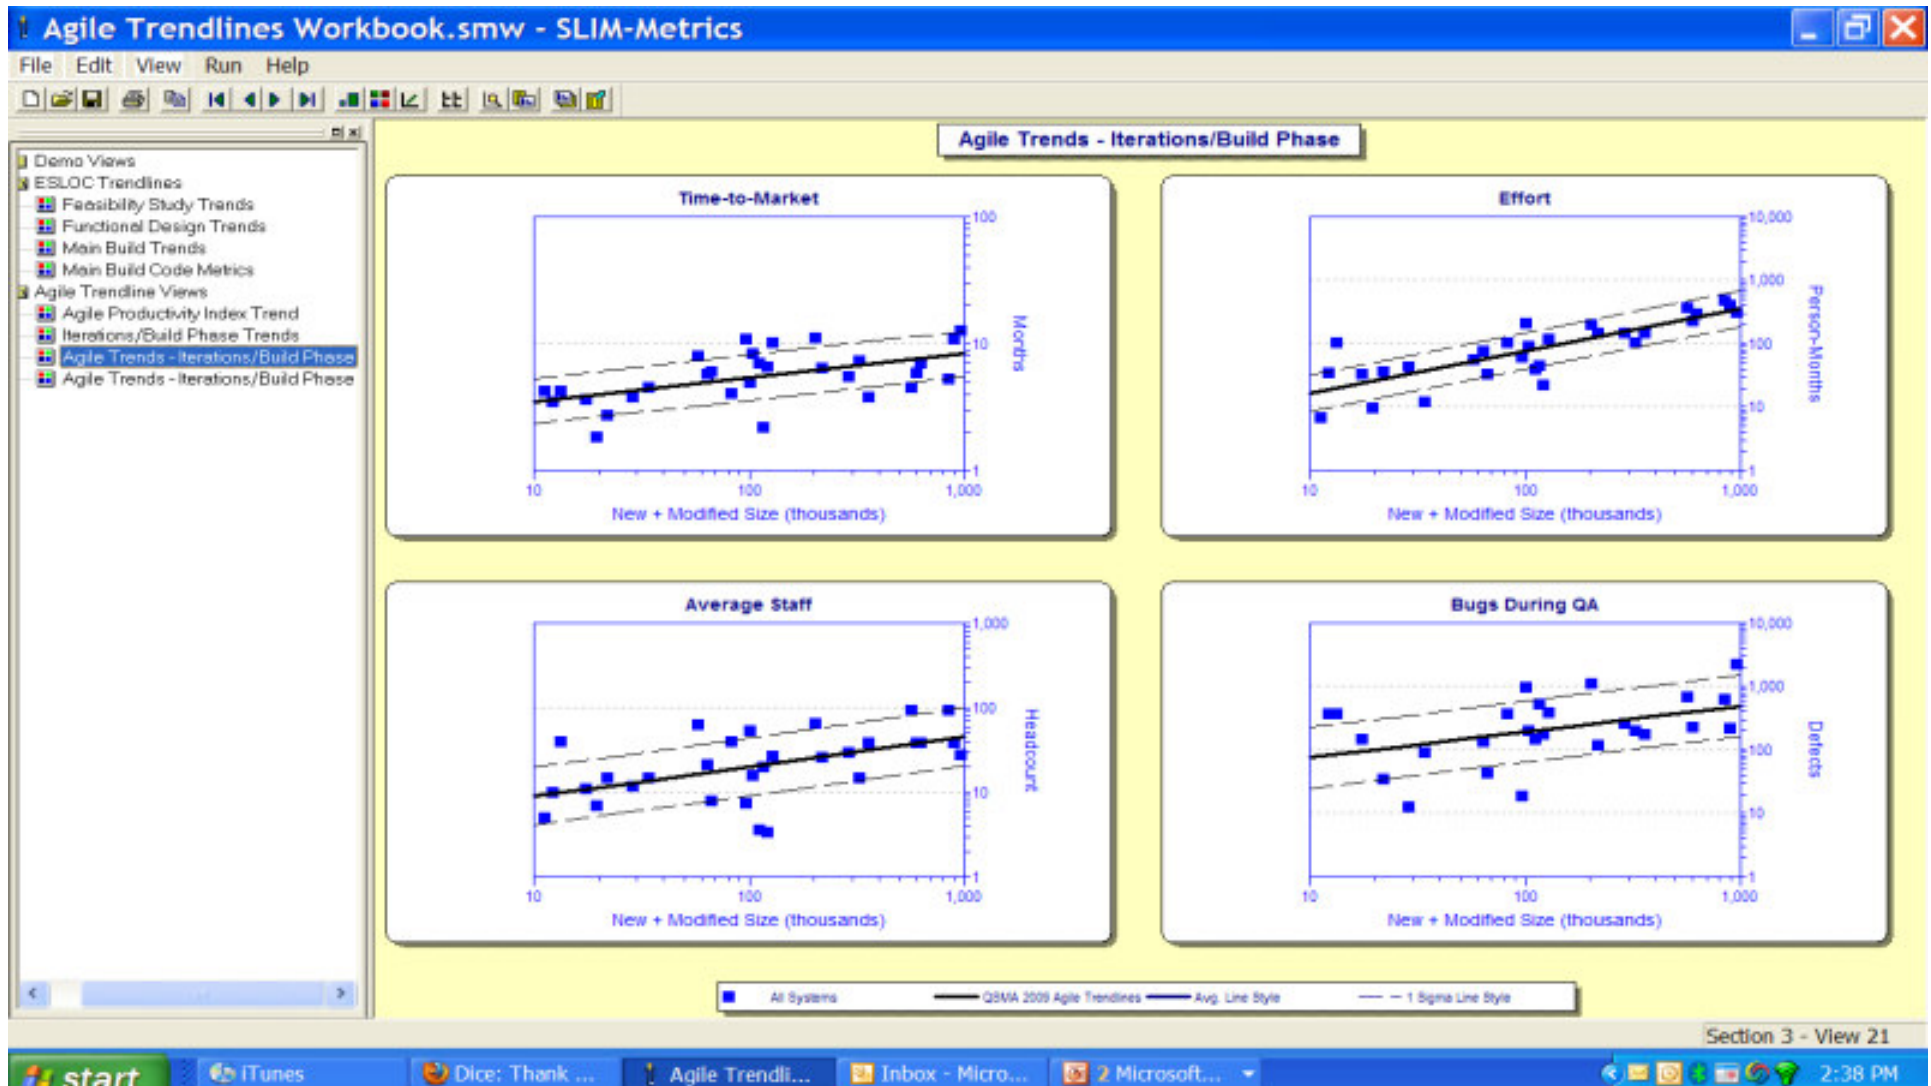 Agile Trendlines Workbook.smw - SLIM-Metrics
File Edit View Run Help
Demo Views
ESLOC Trendlines
Feasibility Study Trends
Functional Design Trends
Main Build Trends
Main Build Code Metrics
Agile Trendline Views
Agile Productivity Index Trend
Iterations/Build Phase Trends
Agile Trends - Iterations/Build Phase
Agile Trends - Iterations/Build Phase
Agile Trends - Iterations/Build Phase
Time-to-Market
100
10
1
Months
10 100 1,000
New + Modified Size (thousands)
Effort
10,000
1,000
100
10
1
Person-Months
10 100 1,000
New + Modified Size (thousands)
Average Staff
1,000
100
10
1
Headcount
10 100 1,000
New + Modified Size (thousands)
Bugs During QA
10,000
1,000
100
10
1
Defects
10 100 1,000
New + Modified Size (thousands)
All Systems QSMA 2009 Agile Trendlines Avg. Line Style 1 Sigma Line Style
Section 3 - View 21
start iTunes Dice: Thank ... Agile Trendli... Inbox - Micro... 2 Microsoft... 2:38 PM